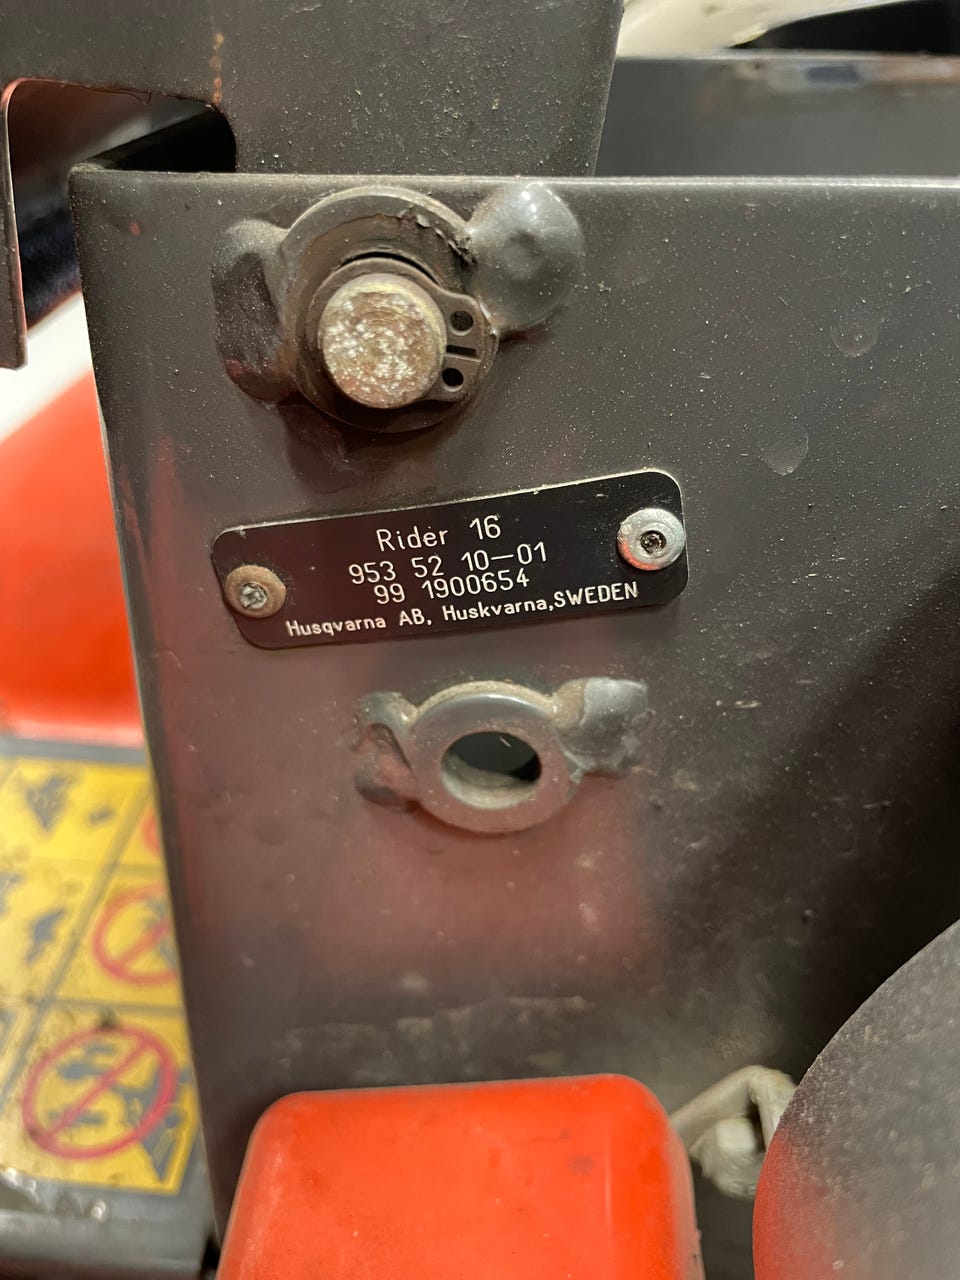 Rider 16
953 52 10-01
99 1900654
Husqvarna AB, Huskvarna,SWEDEN